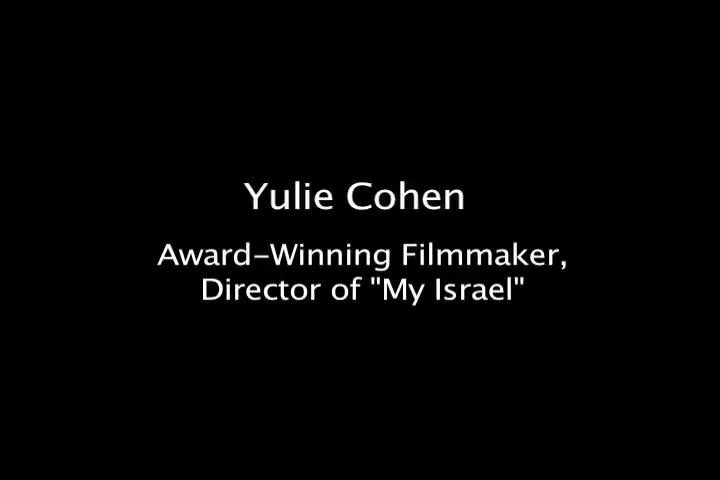 Yulie Cohen
Award-Winning Filmmaker,
Director of "My Israel"